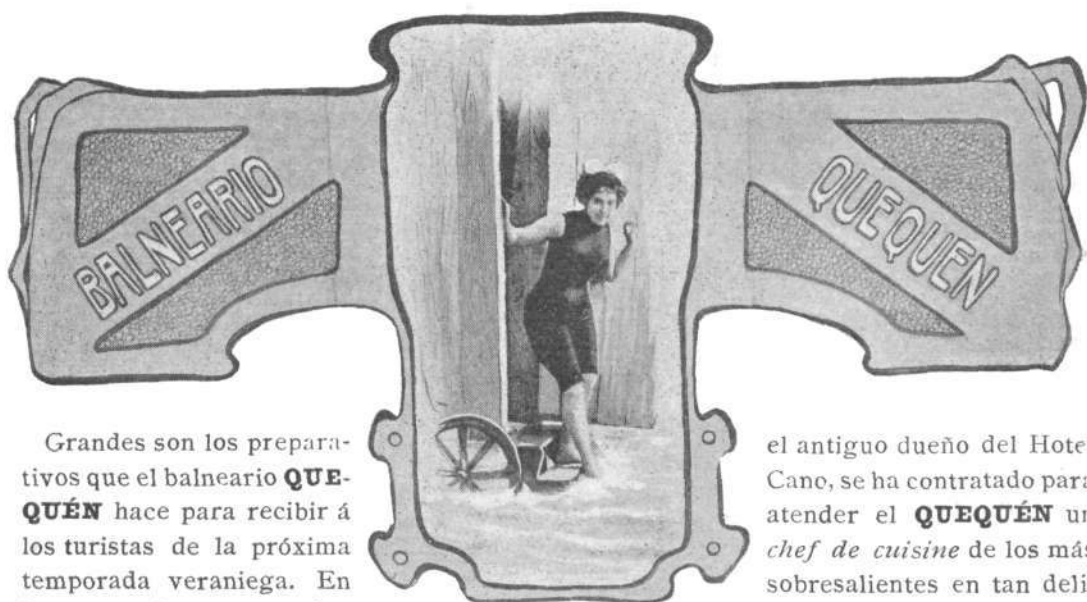 BALNEARIO
QUEQUEN
Grandes son los prepara-
tivos que el balneario QUE-
QUÉN hace para recibir á
los turistas de la próxima
temporada veraniega. En
el antiguo dueño del Hote
Cano, se ha contratado para
atender el QUEQUÉN un
chef de cuisine de los más
sobresalientes en tan deli